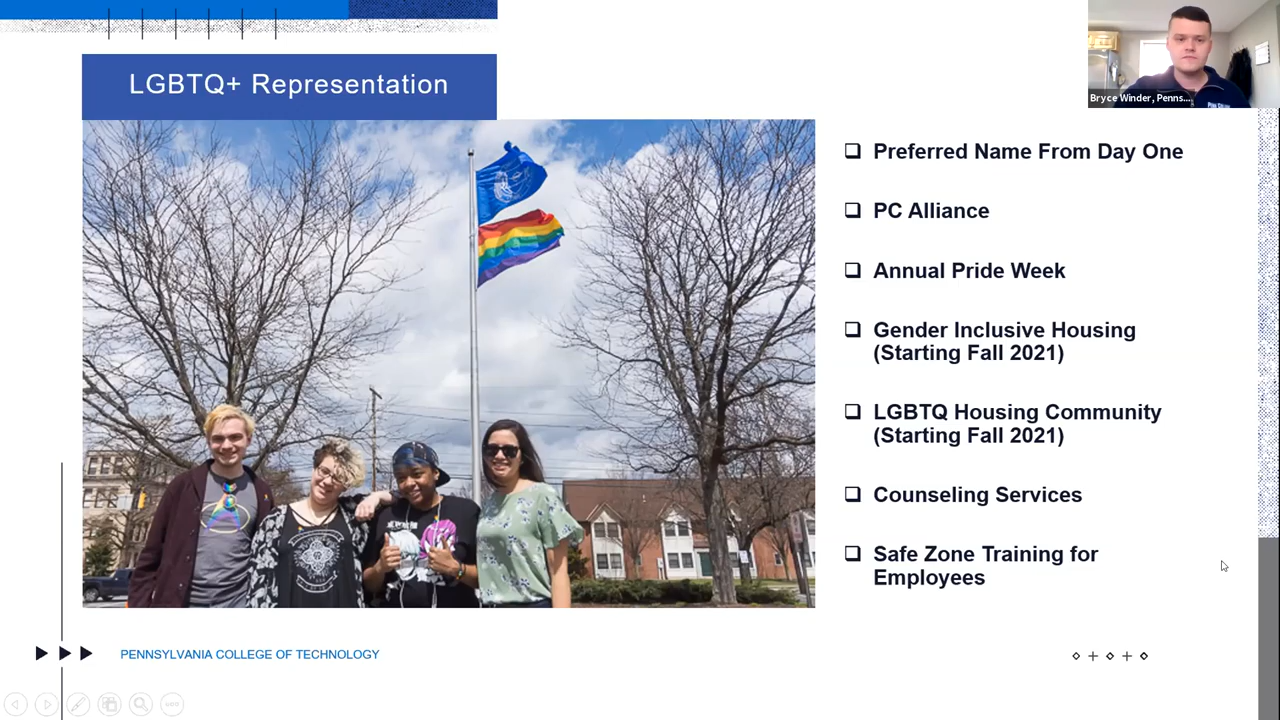 LGBTQ+ Representation
Bryce Winder, Penns...
❑ Preferred Name From Day One
❑ PC Alliance
❑ Annual Pride Week
❑ Gender Inclusive Housing
(Starting Fall 2021)
❑ LGBTQ Housing Community
(Starting Fall 2021)
❑ Counseling Services
❑ Safe Zone Training for
Employees
PENNSYLVANIA COLLEGE OF TECHNOLOGY